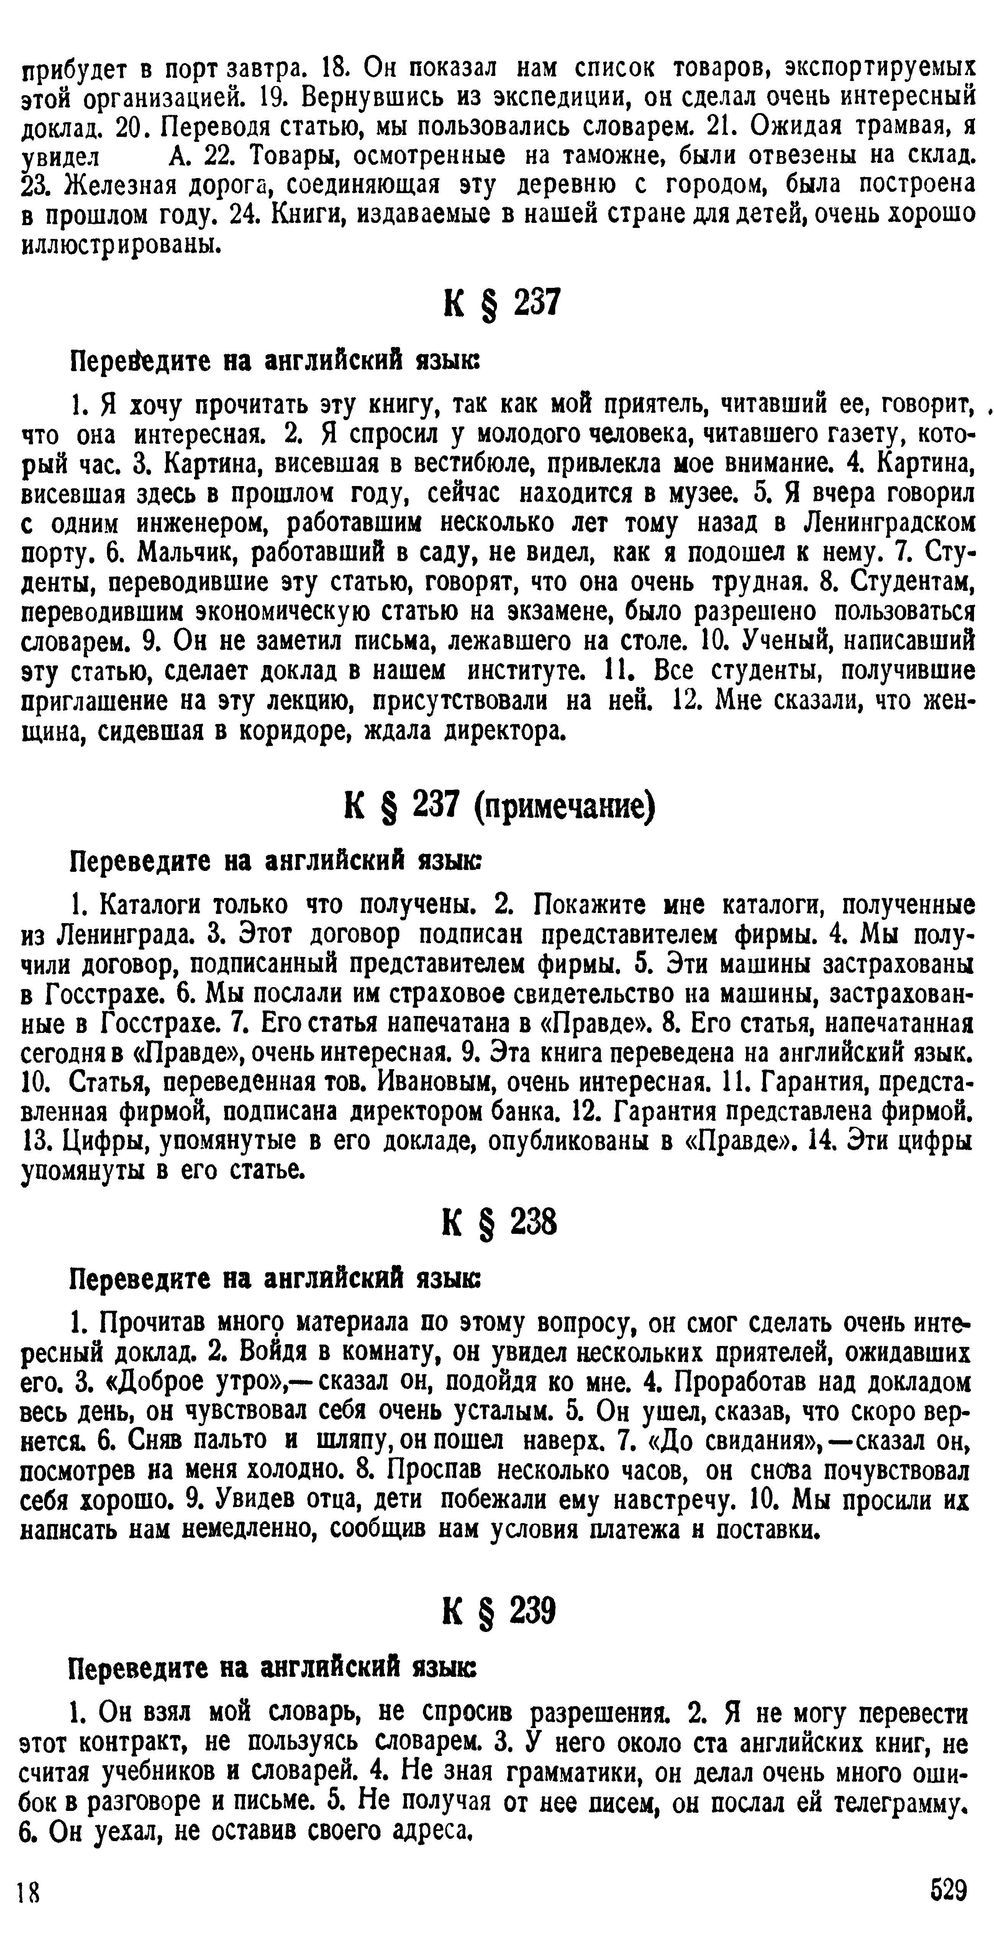 прибудет в порт завтра. 18. Он показал нам список товаров, экспортируемых
этой организацией. 19. Вернувшись из экспедиции, он сделал очень интересный
доклад. 20. Переводя статью, мы пользовались словарем. 21. Ожидая трамвая, я
увидел А. 22. Товары, осмотренные на таможне, были отвезены на склад.
23. Железная дорога, соединяющая эту деревню с городом, была построена
в прошлом году. 24. Книги, издаваемые в нашей стране для детей, очень хорошо
иллюстрированы.
К § 237
Переведите на английский язык:
1. Я хочу прочитать эту книгу, так как мой приятель, читавший ее, говорит,
что она интересная. 2. Я спросил у молодого человека, читавшего газету, кото-
рый час. 3. Картина, висевшая в вестибюле, привлекла мое внимание. 4. Картина,
висевшая здесь в прошлом году, сейчас находится в музее. 5. Я вчера говорил
с одним инженером, работавшим несколько лет тому назад в Ленинградском
порту. 6. Мальчик, работавший в саду, не видел, как я подошел к нему. 7. Сту-
денты, переводившие эту статью, говорят, что она очень трудная. 8. Студентам,
переводившим экономическую статью на экзамене, было разрешено пользоваться
словарем. 9. Он не заметил письма, лежавшего на столе. 10. Ученый, написавший
эту статью, сделает доклад в нашем институте. 11. Все студенты, получившие
приглашение на эту лекцию, присутствовали на ней. 12. Мне сказали, что жен-
щина, сидевшая в коридоре, ждала директора.
К § 237 (примечание)
Переведите на английский язык:
1. Каталоги только что получены. 2. Покажите мне каталоги, полученные
из Ленинграда. 3. Этот договор подписан представителем фирмы. 4. Мы полу-
чили договор, подписанный представителем фирмы. 5. Эти машины застрахованы
в Госстрахе. 6. Мы послали им страховое свидетельство на машины, застрахован-
ные в Госстрахе. 7. Его статья напечатана в «Правде». 8. Его статья, напечатанная
сегодня в «Правде», очень интересная. 9. Эта книга переведена на английский язык.
10. Статья, переведенная тов. Ивановым, очень интересная. 11. Гарантия, предста-
вленная фирмой, подписана директором банка. 12. Гарантия представлена фирмой.
13. Цифры, упомянутые в его докладе, опубликованы в «Правде». 14. Эти цифры
упомянуты в его статье.
К § 238
Переведите на английский язык:
1. Прочитав много материала по этому вопросу, он смог сделать очень инте-
ресный доклад. 2. Войдя в комнату, он увидел нескольких приятелей, ожидавших
его. 3. «Доброе утро»,— сказал он, подойдя ко мне. 4. Проработав над докладом
весь день, он чувствовал себя очень усталым. 5. Он ушел, сказав, что скоро вер-
нется. 6. Сняв пальто и шляпу, он пошел наверх. 7. «До свидания»,—сказал он,
посмотрев на меня холодно. 8. Проспав несколько часов, он снова почувствовал
себя хорошо. 9. Увидев отца, дети побежали ему навстречу. 10. Мы просили их
написать нам немедленно, сообщив нам условия платежа и поставки.
К § 239
Переведите на английский язык:
1. Он взял мой словарь, не спросив разрешения. 2. Я не могу перевести
этот контракт, не пользуясь словарем. 3. У него около ста английских книг, не
считая учебников и словарей. 4. Не зная грамматики, он делал очень много оши-
бок в разговоре и письме. 5. Не получая от нее писем, он послал ей телеграмму.
6. Он уехал, не оставив своего адреса.
18 529